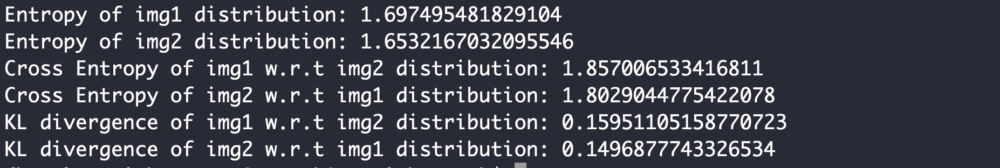 Entropy of img1 distribution: 1.697495481829104
Entropy of img2 distribution: 1.6532167032095546
Cross Entropy of img1 w.r.t img2 distribution: 1.857006533416811
Cross Entropy of img2 w.r.t img1 distribution: 1.8029044775422078
KL divergence of img1 w.r.t img2 distribution: 0.15951105158770723
KL divergence of img2 w.r.t img1 distribution: 0.1496877743326534